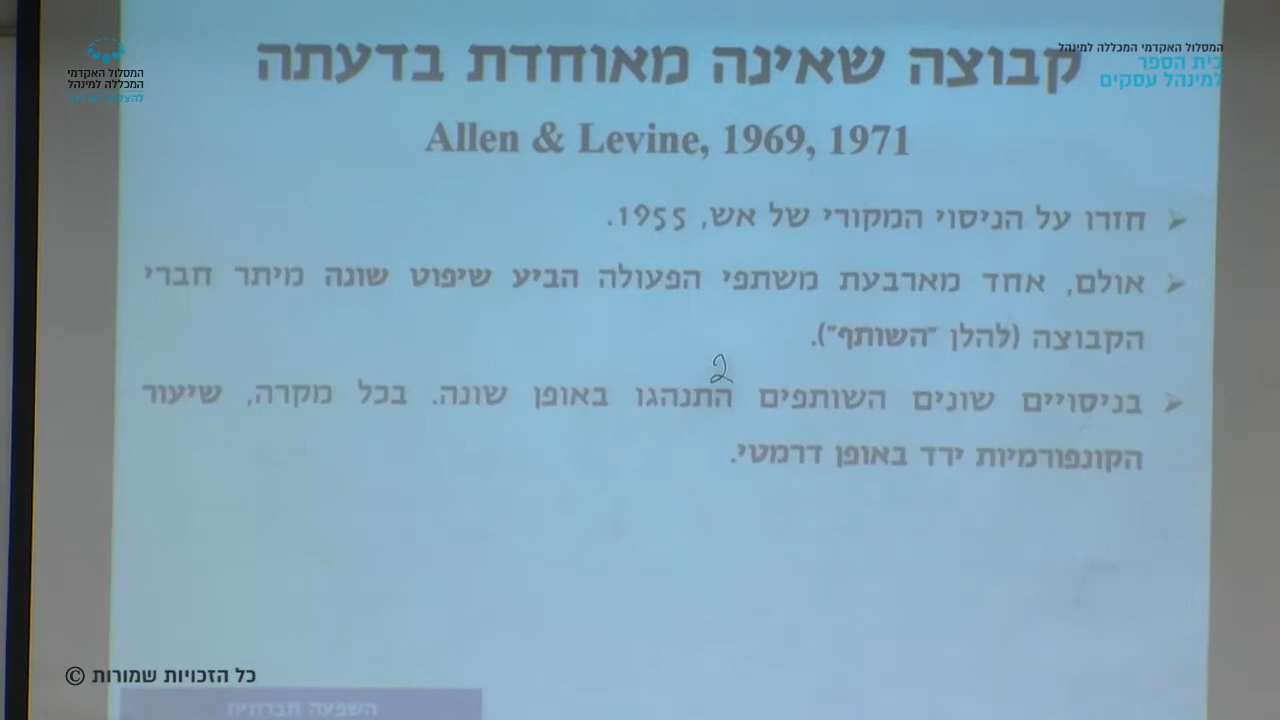 המסלול האקדמי המכללה למינהל
בית הספר
למינהל עסקים
המסלול האקדמי
המכללה למינהל
קבוצה שאינה מאוחדת בדעתה
Allen & Levine, 1969, 1971
חזרו על הניסוי המקורי של אש, 1955.
אולם, אחד מארבעת משתפי הפעולה הביע שיפוט שונה מיתר חברי
הקבוצה (להלן "השותף").
2
בניסויים שונים השותפים התנהגו באופן שונה. בכל מקרה, שיעור
הקונפורמיות ירד באופן דרמטי.
כל הזכויות שמורות ©
השפעה חברתית